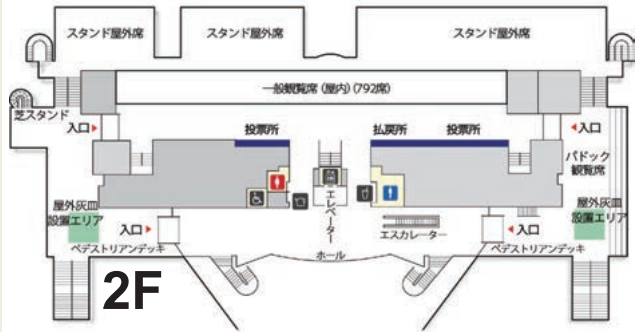 スタンド屋外席
スタンド屋外席
スタンド屋外席
一般観覧席(屋内)(792席)
芝スタンド
入口
投票所
払戻所
投票所
入口
パドック
観覧席
屋外灰皿
設置エリア
入口
エレベーター
エスカレーター
入口
屋外灰皿
設置エリア
ペデストリアンデッキ
ホール
ペデストリアンデッキ
2F